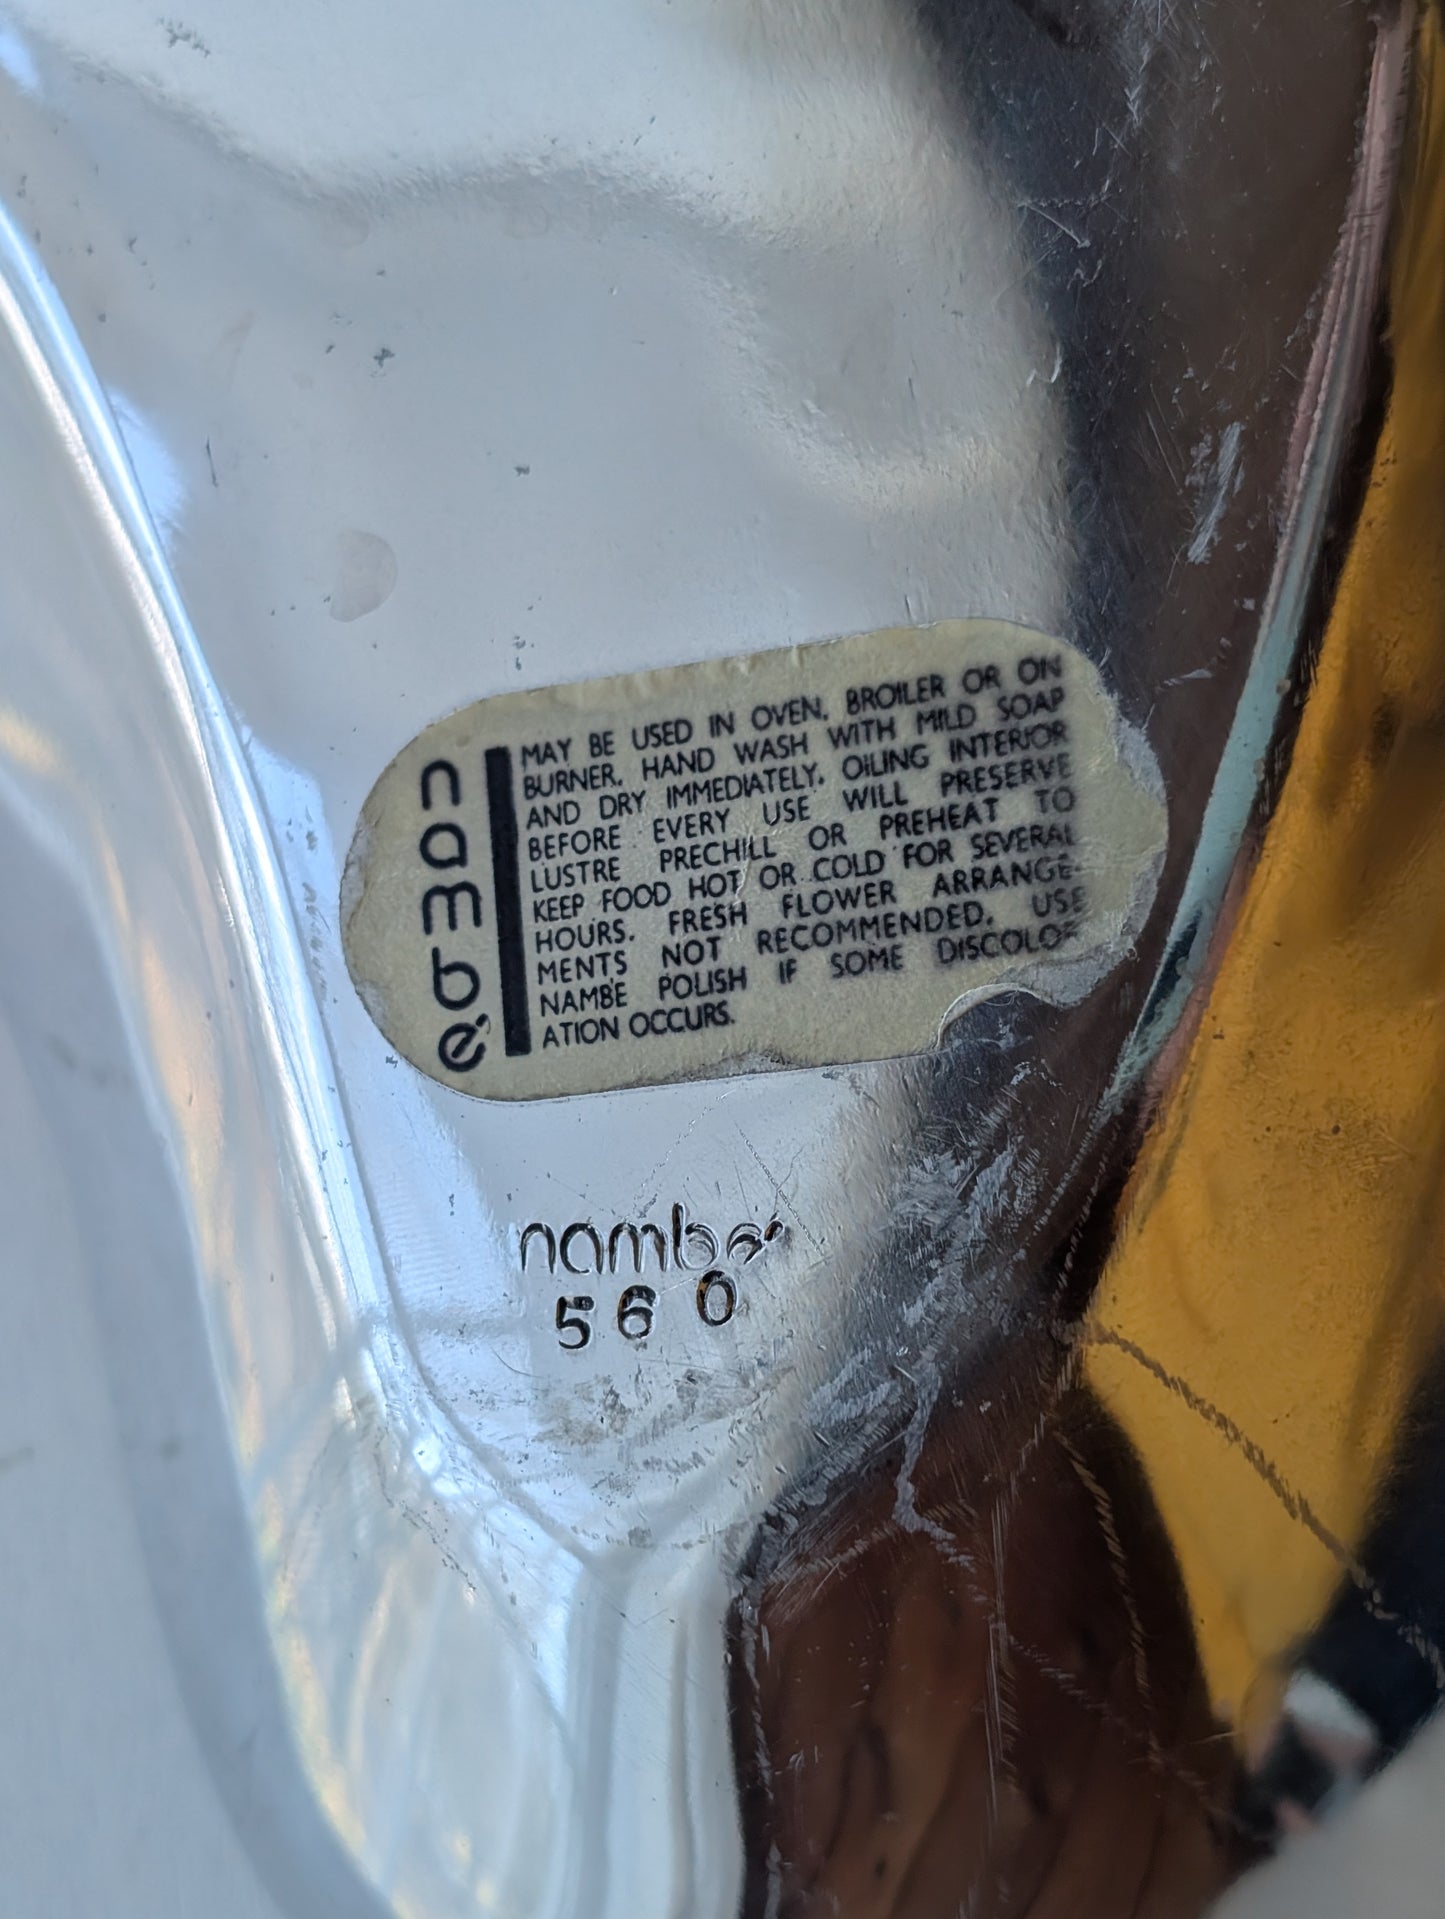 nambé
MAY BE USED IN OVEN, BROILER OR ON
BURNER. HAND WASH WITH MILD SOAP
AND DRY IMMEDIATELY. OILING INTERIOR
BEFORE EVERY USE WILL PRESERVE
LUSTRE PRECHILL OR PREHEAT TO
KEEP FOOD HOT OR COLD FOR SEVERAL
HOURS. FRESH FLOWER ARRANGE-
MENTS NOT RECOMMENDED. USE
NAMBE POLISH IF SOME DISCOLOR-
ATION OCCURS.
nambé
560